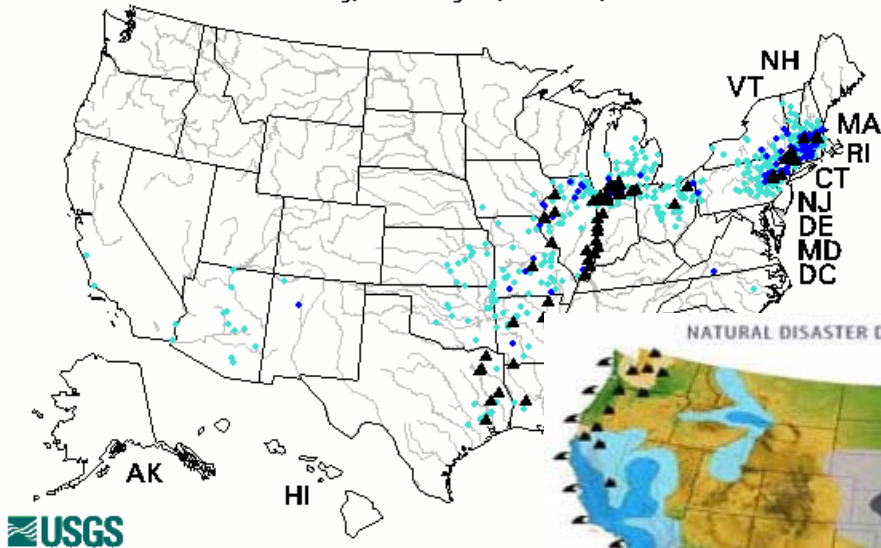 NH
VT
MA
RI
CT
NJ
DE
MD
DC
NATURAL DISASTER D
AK
HI
USGS